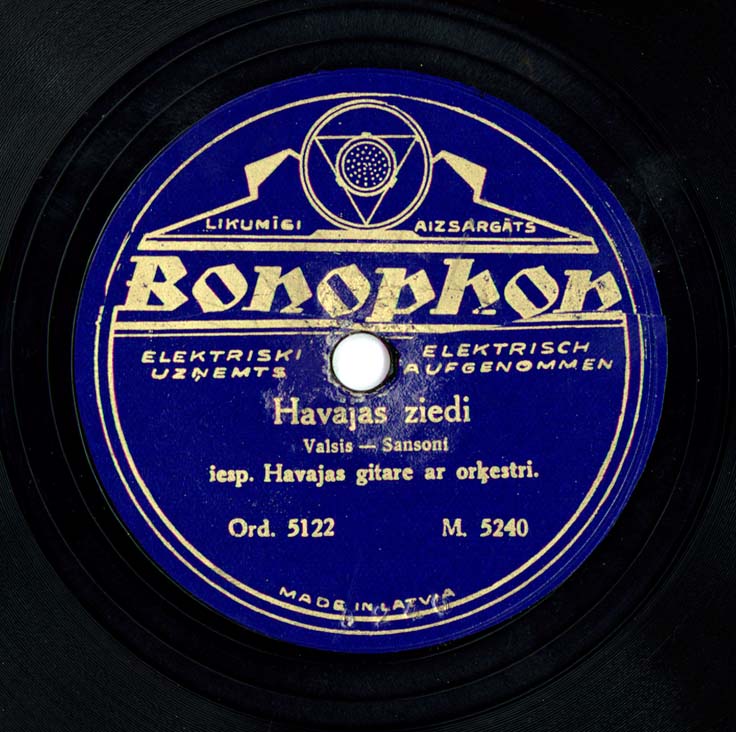 LIKUMĪGI AIZSARGĀTS
Bonophon
ELEKTRISKI ELEKTRISCH
UZŅEMTS AUFGENOMMEN
Havajas ziedi
Valsis — Sansoni
iesp. Havajas gitare ar orķestri.
Ord. 5122 M. 5240
MADE IN LATVIA